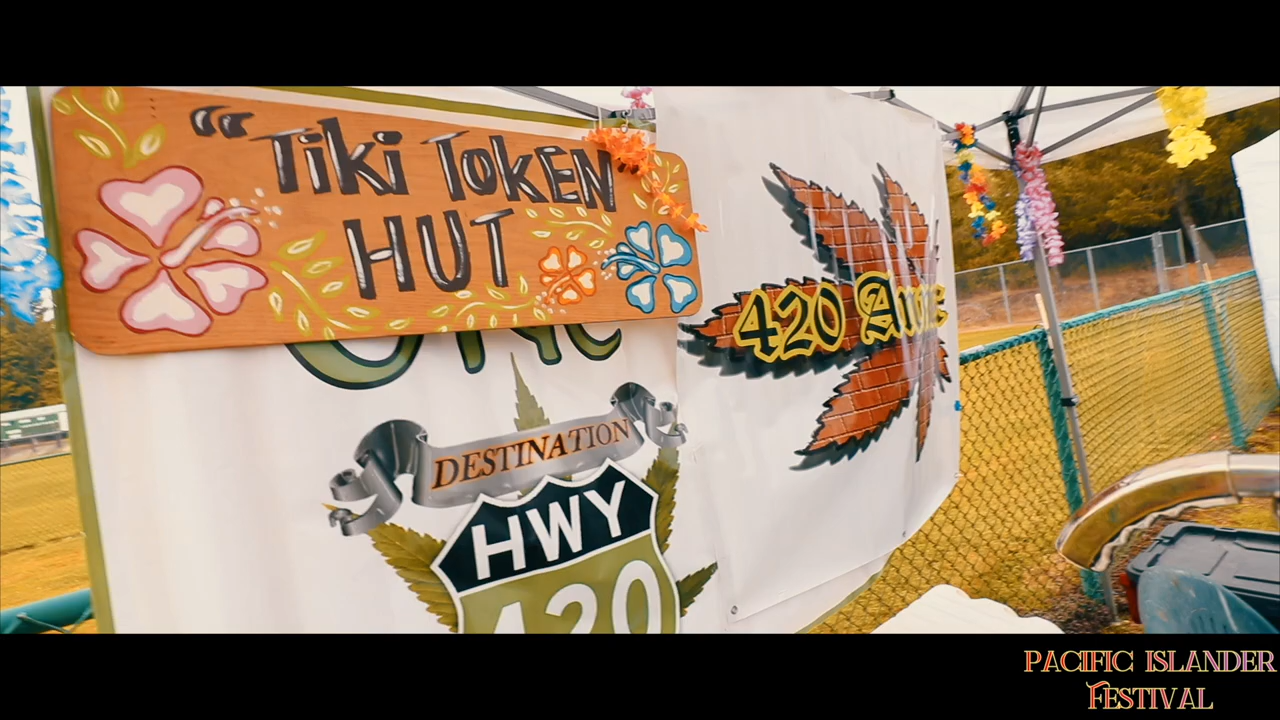 “Tiki Token
HUT
DESTINATION
HWY
420
420
PACIFIC ISLANDER
FESTIVAL